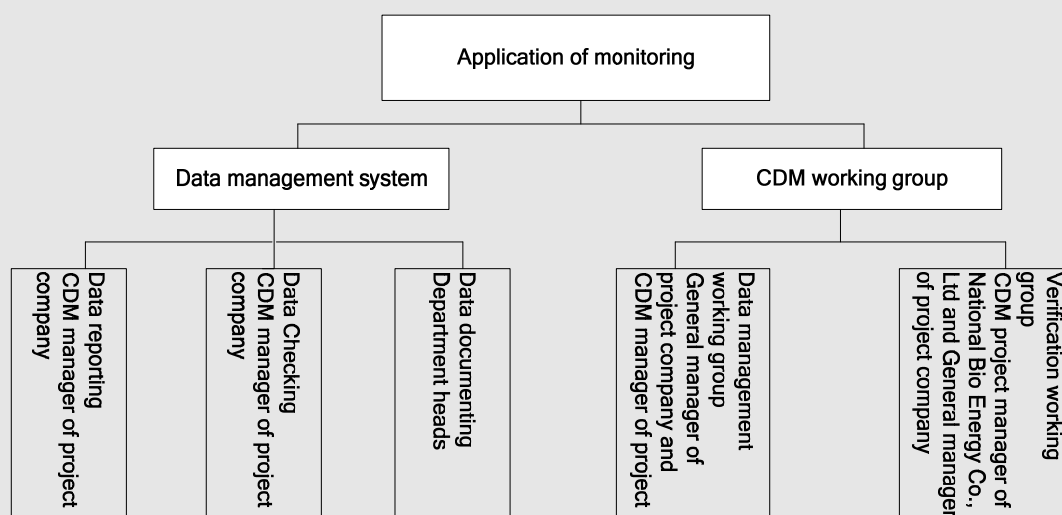 Application of monitoring
Data management system
CDM working group
Data reporting
CDM manager of project
company
Data Checking
CDM manager of project
company
Data documenting
Department heads
Data management
working group
General manager of
project company and
CDM manager of project
Verification working
group
CDM project manager of
National Bio Energy Co.,
Ltd and General manager
of project company